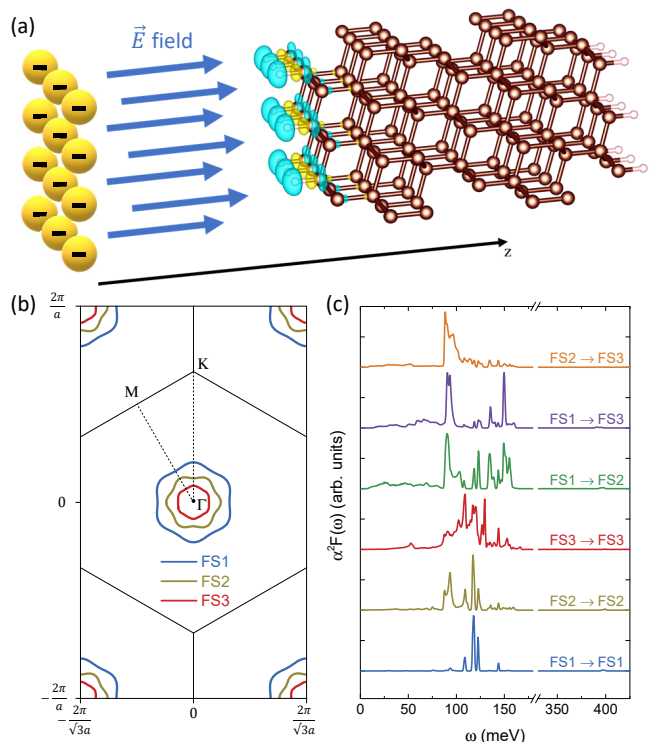 (a)
E⃗ field
z
(b)
(c)
2π/a
K
M
0
Γ
FS1
FS2
FS3
-2π/a
-2π/√3a
0
2π/√3a
FS2 → FS3
FS1 → FS3
FS1 → FS2
FS3 → FS3
FS2 → FS2
FS1 → FS1
α²F(ω) (arb. units)
0 50 100 150 350 400
ω (meV)